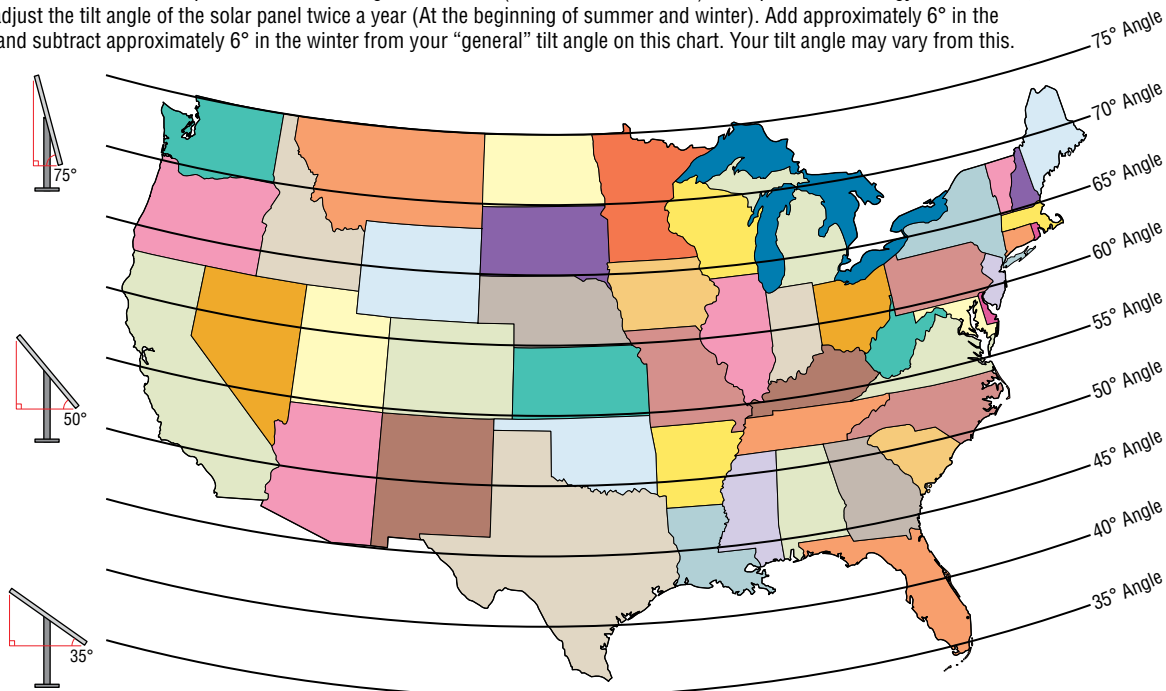 adjust the tilt angle of the solar panel twice a year (At the beginning of summer and winter). Add approximately 6° in the
and subtract approximately 6° in the winter from your “general” tilt angle on this chart. Your tilt angle may vary from this.
75° Angle
70° Angle
65° Angle
60° Angle
55° Angle
50° Angle
45° Angle
40° Angle
35° Angle
75°
50°
35°